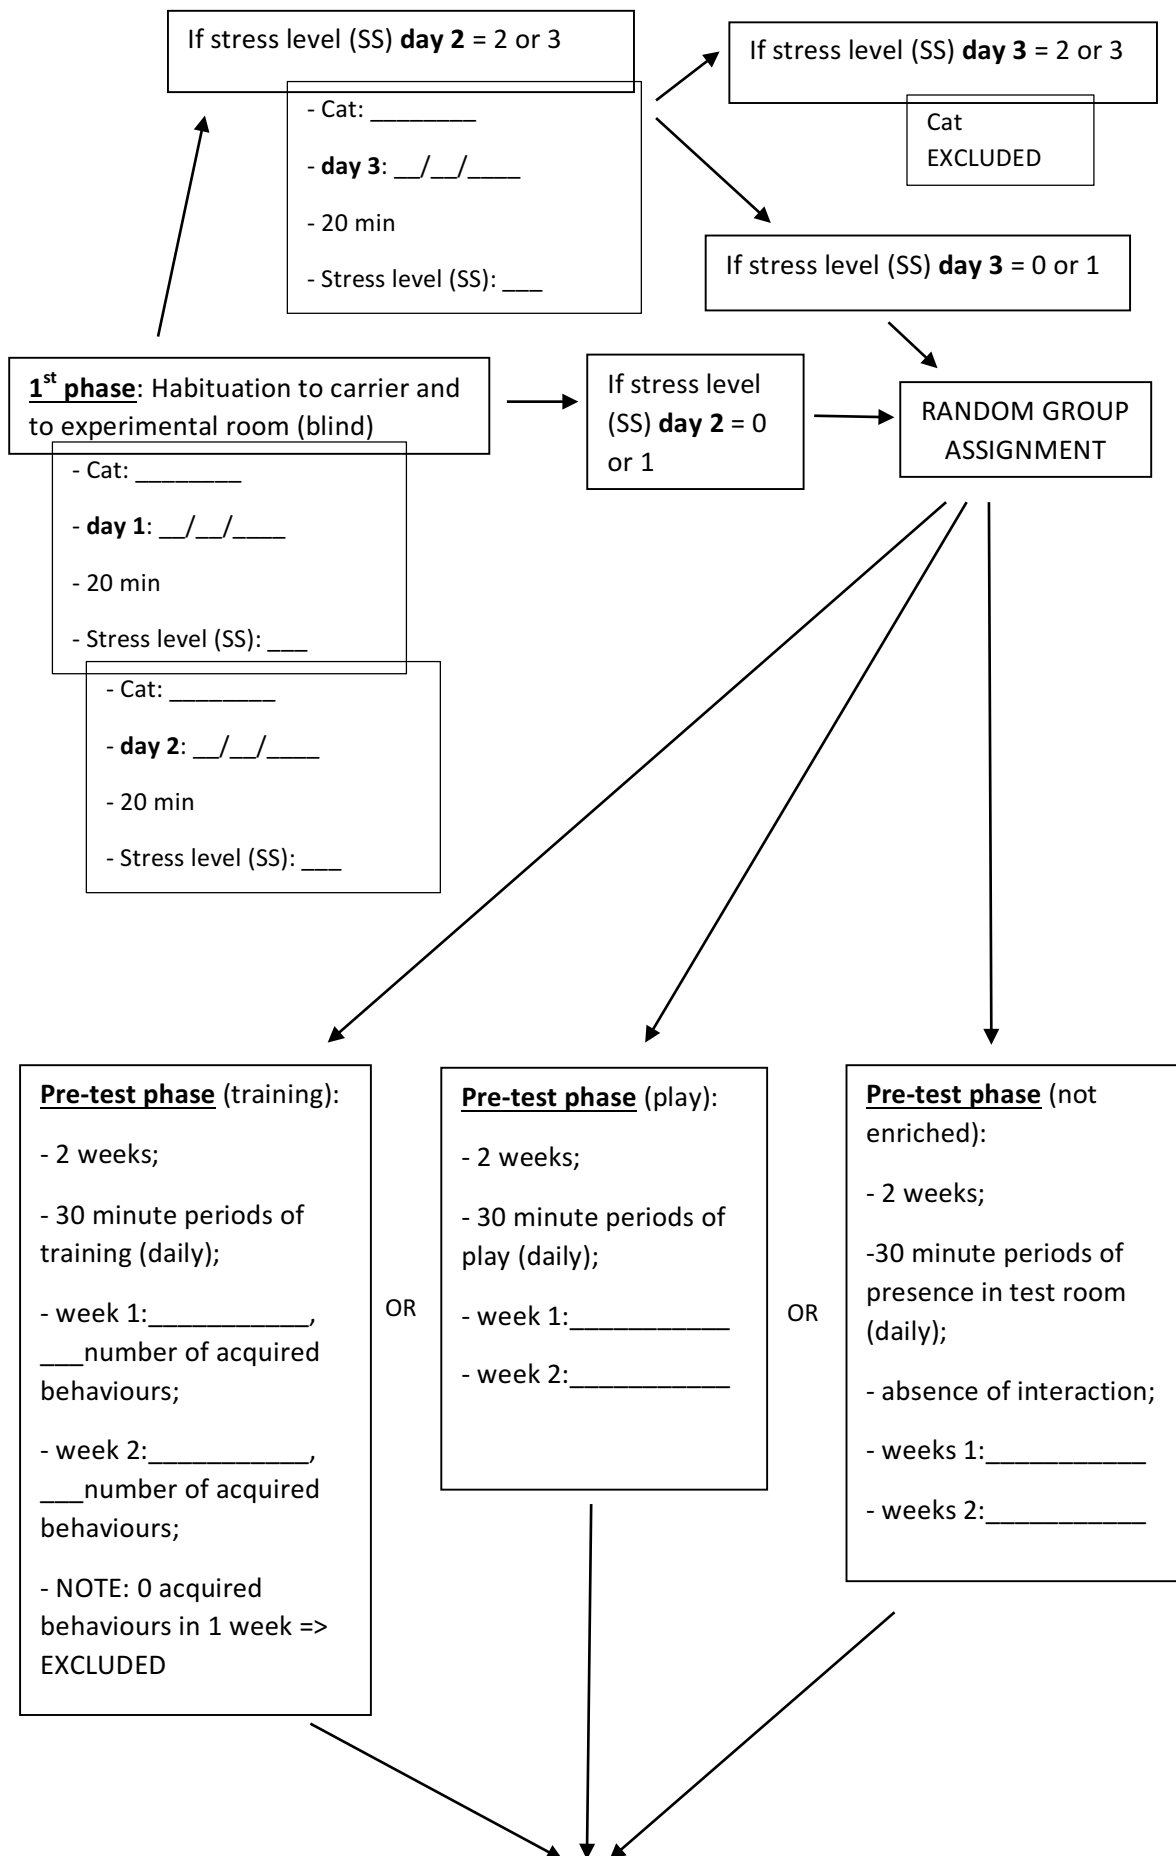 If stress level (SS) day 2 = 2 or 3
- Cat: ________
- day 3: __/__/____
- 20 min
- Stress level (SS): ___
If stress level (SS) day 3 = 2 or 3
Cat
EXCLUDED
If stress level (SS) day 3 = 0 or 1
1st phase: Habituation to carrier and
to experimental room (blind)
- Cat: ________
- day 1: __/__/____
- 20 min
- Stress level (SS): ___
- Cat: ________
- day 2: __/__/____
- 20 min
- Stress level (SS): ___
If stress level
(SS) day 2 = 0
or 1
RANDOM GROUP
ASSIGNMENT
Pre-test phase (training):
- 2 weeks;
- 30 minute periods of
training (daily);
- week 1:___________,
___number of acquired
behaviours;
- week 2:___________,
___number of acquired
behaviours;
- NOTE: 0 acquired
behaviours in 1 week =>
EXCLUDED
OR
Pre-test phase (play):
- 2 weeks;
- 30 minute periods of
play (daily);
- week 1:___________
- week 2:___________
OR
Pre-test phase (not
enriched):
- 2 weeks;
-30 minute periods of
presence in test room
(daily);
- absence of interaction;
- weeks 1:___________
- weeks 2:___________